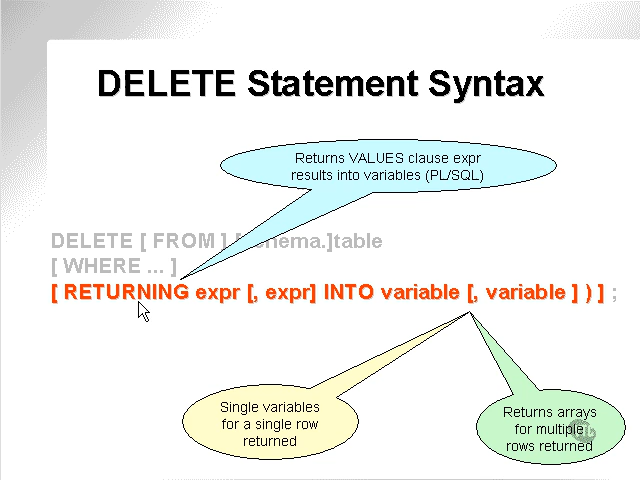 DELETE Statement Syntax
Returns VALUES clause expr
results into variables (PL/SQL)
DELETE [ FROM ] [ schema.]table
[ WHERE ... ]
[ RETURNING expr [, expr] INTO variable [, variable ] ) ] ;
Single variables
for a single row
returned
Returns arrays
for multiple
rows returned